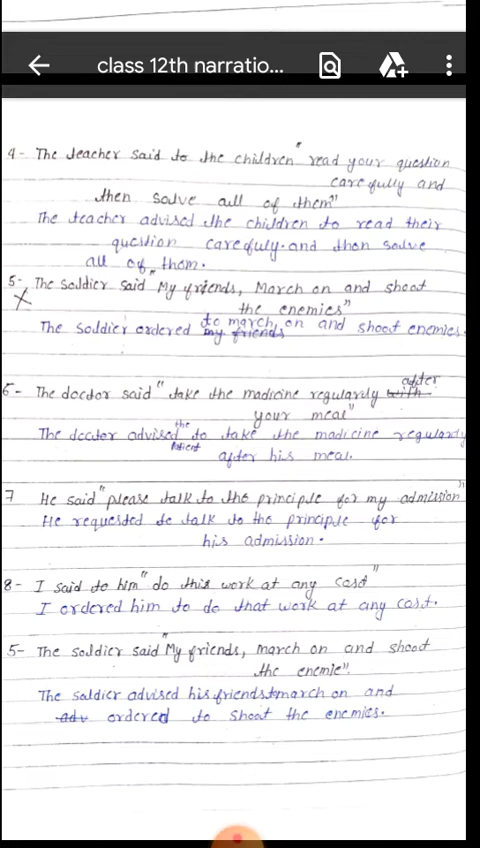 class 12th narratio...
4- The teacher said to the children "read your question
carefully and
then solve all of them"
The teacher advised the children to read their
question carefuly. and then solve
all of them.
5- The soldier said "My friends, March on and shoot
the enemies"
X
The soldier ordered my friends to march on and shoot enemies.
6- The doctor said "take the madicine regularly with after
your meal"
The docter advised the patient to take the madicine regularly
after his meal.
7 He said "please talk to the principle for my admission"
He requested to talk to the principle for
his admission.
8- I said to him "do this work at any cost"
I ordered him to do that work at any cost.
5- The soldier said "My friends, march on and shoot
the enemie".
The soldier advised his friends to march on and
adv ordered to shoot the enemies.